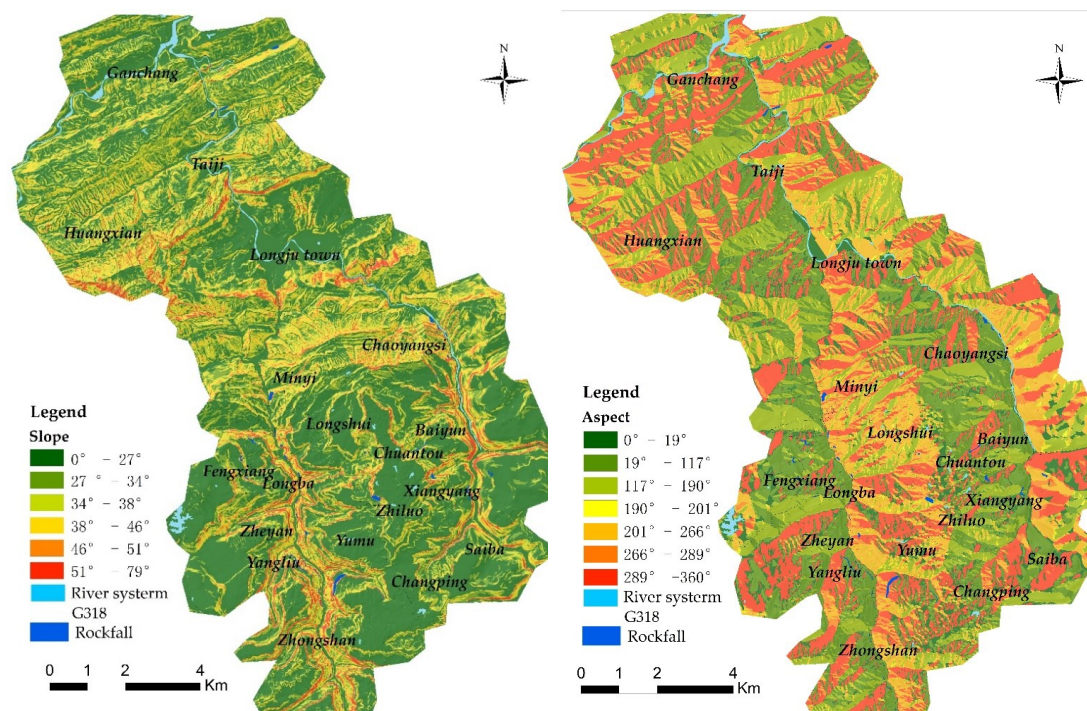 N
Ganchang
Taiji
Huangxian
Longju town
Chaoyangsi
Minyi
Longshui
Baiyun
Chuantou
Fengxiang
Longba
Xiangyang
Zhiluo
Zheyan
Yumu
Saiba
Yangliu
Changping
Zhongshan
Legend
Slope
0° - 27°
27 ° - 34°
34° - 38°
38° - 46°
46° - 51°
51° - 79°
River systerm
G318
Rockfall
0 1 2 4
Km
N
Ganchang
Taiji
Huangxian
Longju town
Chaoyangsi
Minyi
Longshui
Baiyun
Chuantou
Fengxiang
Longba
Xiangyang
Zhiluo
Zheyan
Yumu
Saiba
Yangliu
Changping
Zhongshan
Legend
Aspect
0° - 19°
19° - 117°
117° - 190°
190° - 201°
201° - 266°
266° - 289°
289° -360°
River systerm
G318
Rockfall
0 1 2 4
Km